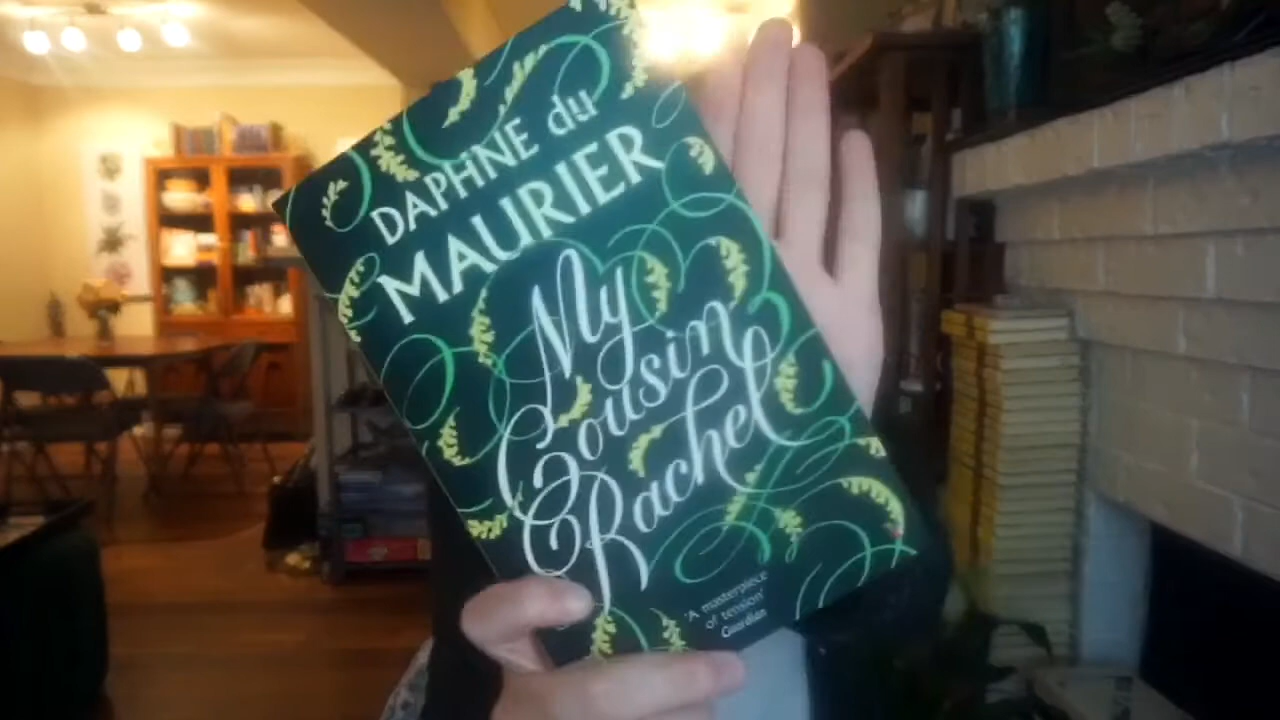 DAPHNE du
MAURIER
My
Cousin
Rachel
'A masterpiece
of tension'
Guardian